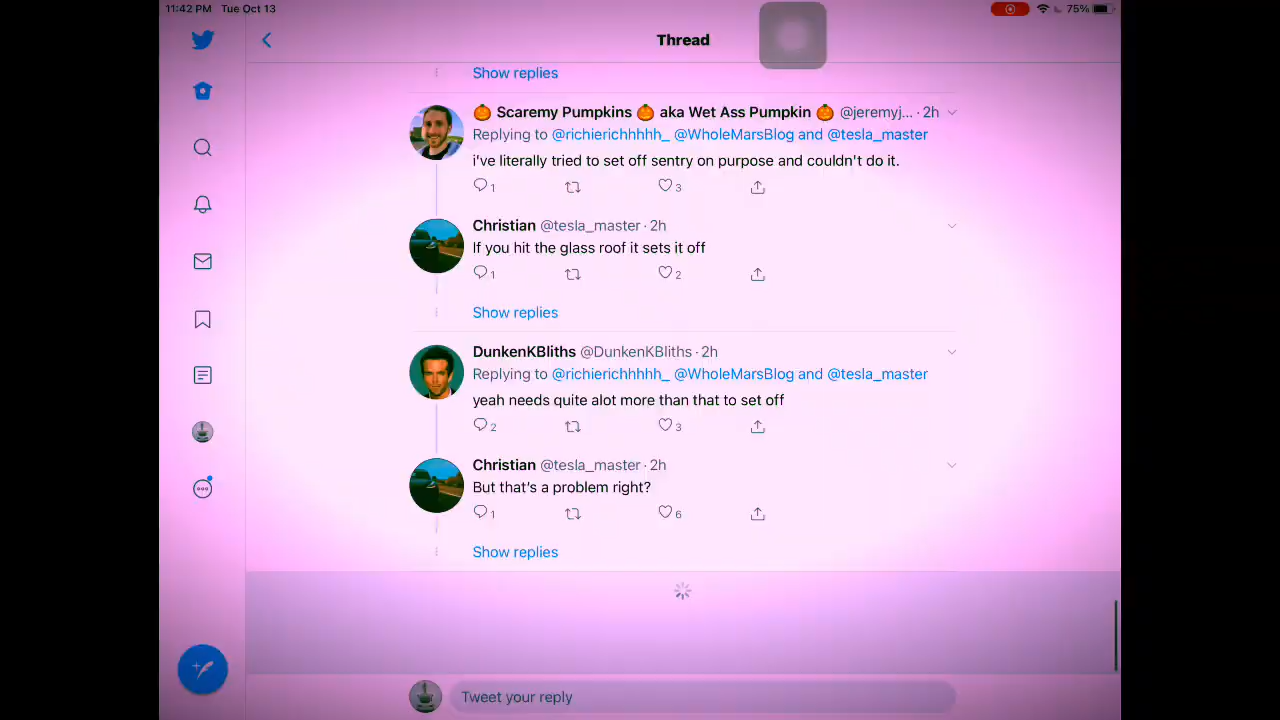 11:42 PM Tue Oct 13
75%
Thread
Show replies
🎃 Scaremy Pumpkins 🎃 aka Wet Ass Pumpkin 🎃 @jeremyj... · 2h
Replying to @richierichhhhh_ @WholeMarsBlog and @tesla_master
i've literally tried to set off sentry on purpose and couldn't do it.
1 3
Christian @tesla_master · 2h
If you hit the glass roof it sets it off
1 2
Show replies
DunkenKBliths @DunkenKBliths · 2h
Replying to @richierichhhhh_ @WholeMarsBlog and @tesla_master
yeah needs quite alot more than that to set off
2 3
Christian @tesla_master · 2h
But that's a problem right?
1 6
Show replies
Tweet your reply